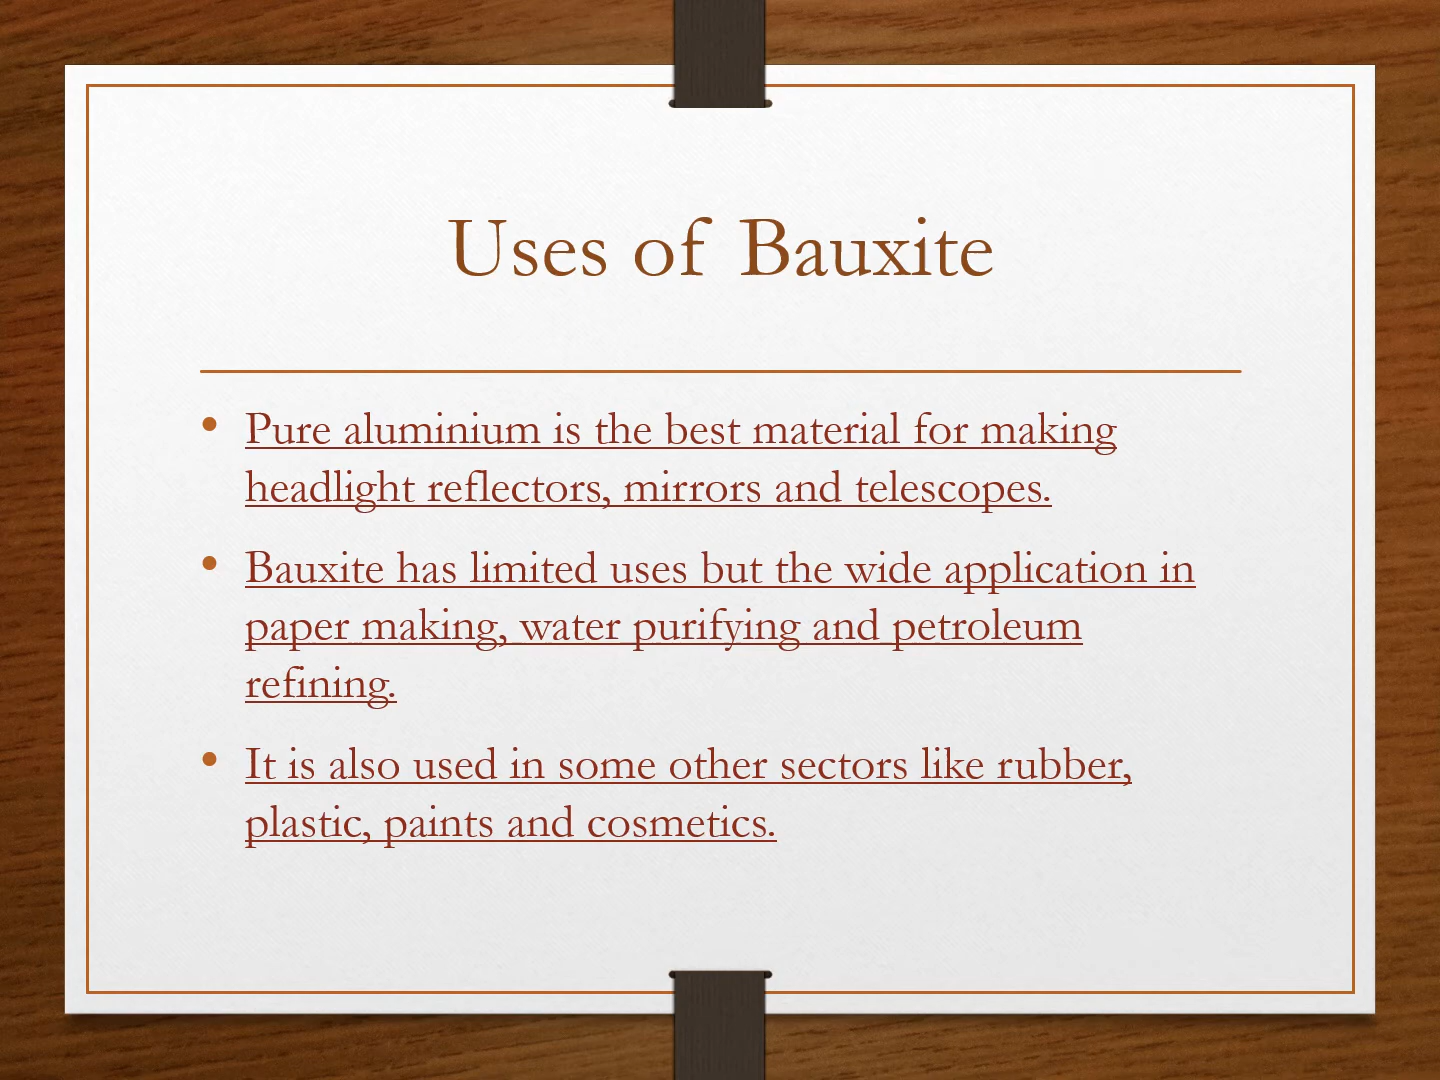 Uses of Bauxite
• Pure aluminium is the best material for making
headlight reflectors, mirrors and telescopes.
• Bauxite has limited uses but the wide application in
paper making, water purifying and petroleum
refining.
• It is also used in some other sectors like rubber,
plastic, paints and cosmetics.